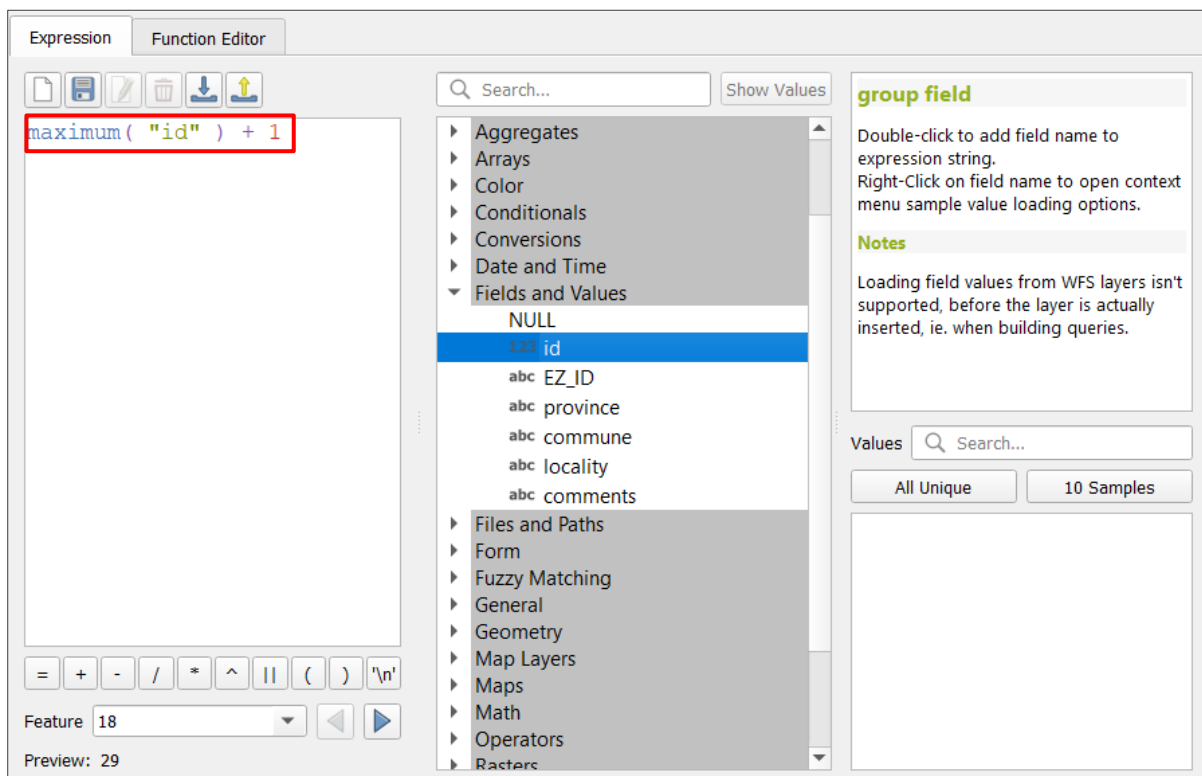 Expression
Function Editor
maximum( "id" ) + 1
= + - / * ^ || ( ) '\n'
Feature 18
Preview: 29
Search...
Show Values
Aggregates
Arrays
Color
Conditionals
Conversions
Date and Time
Fields and Values
NULL
123 id
abc EZ_ID
abc province
abc commune
abc locality
abc comments
Files and Paths
Form
Fuzzy Matching
General
Geometry
Map Layers
Maps
Math
Operators
Rasters
group field
Double-click to add field name to
expression string.
Right-Click on field name to open context
menu sample value loading options.
Notes
Loading field values from WFS layers isn't
supported, before the layer is actually
inserted, ie. when building queries.
Values Search...
All Unique
10 Samples